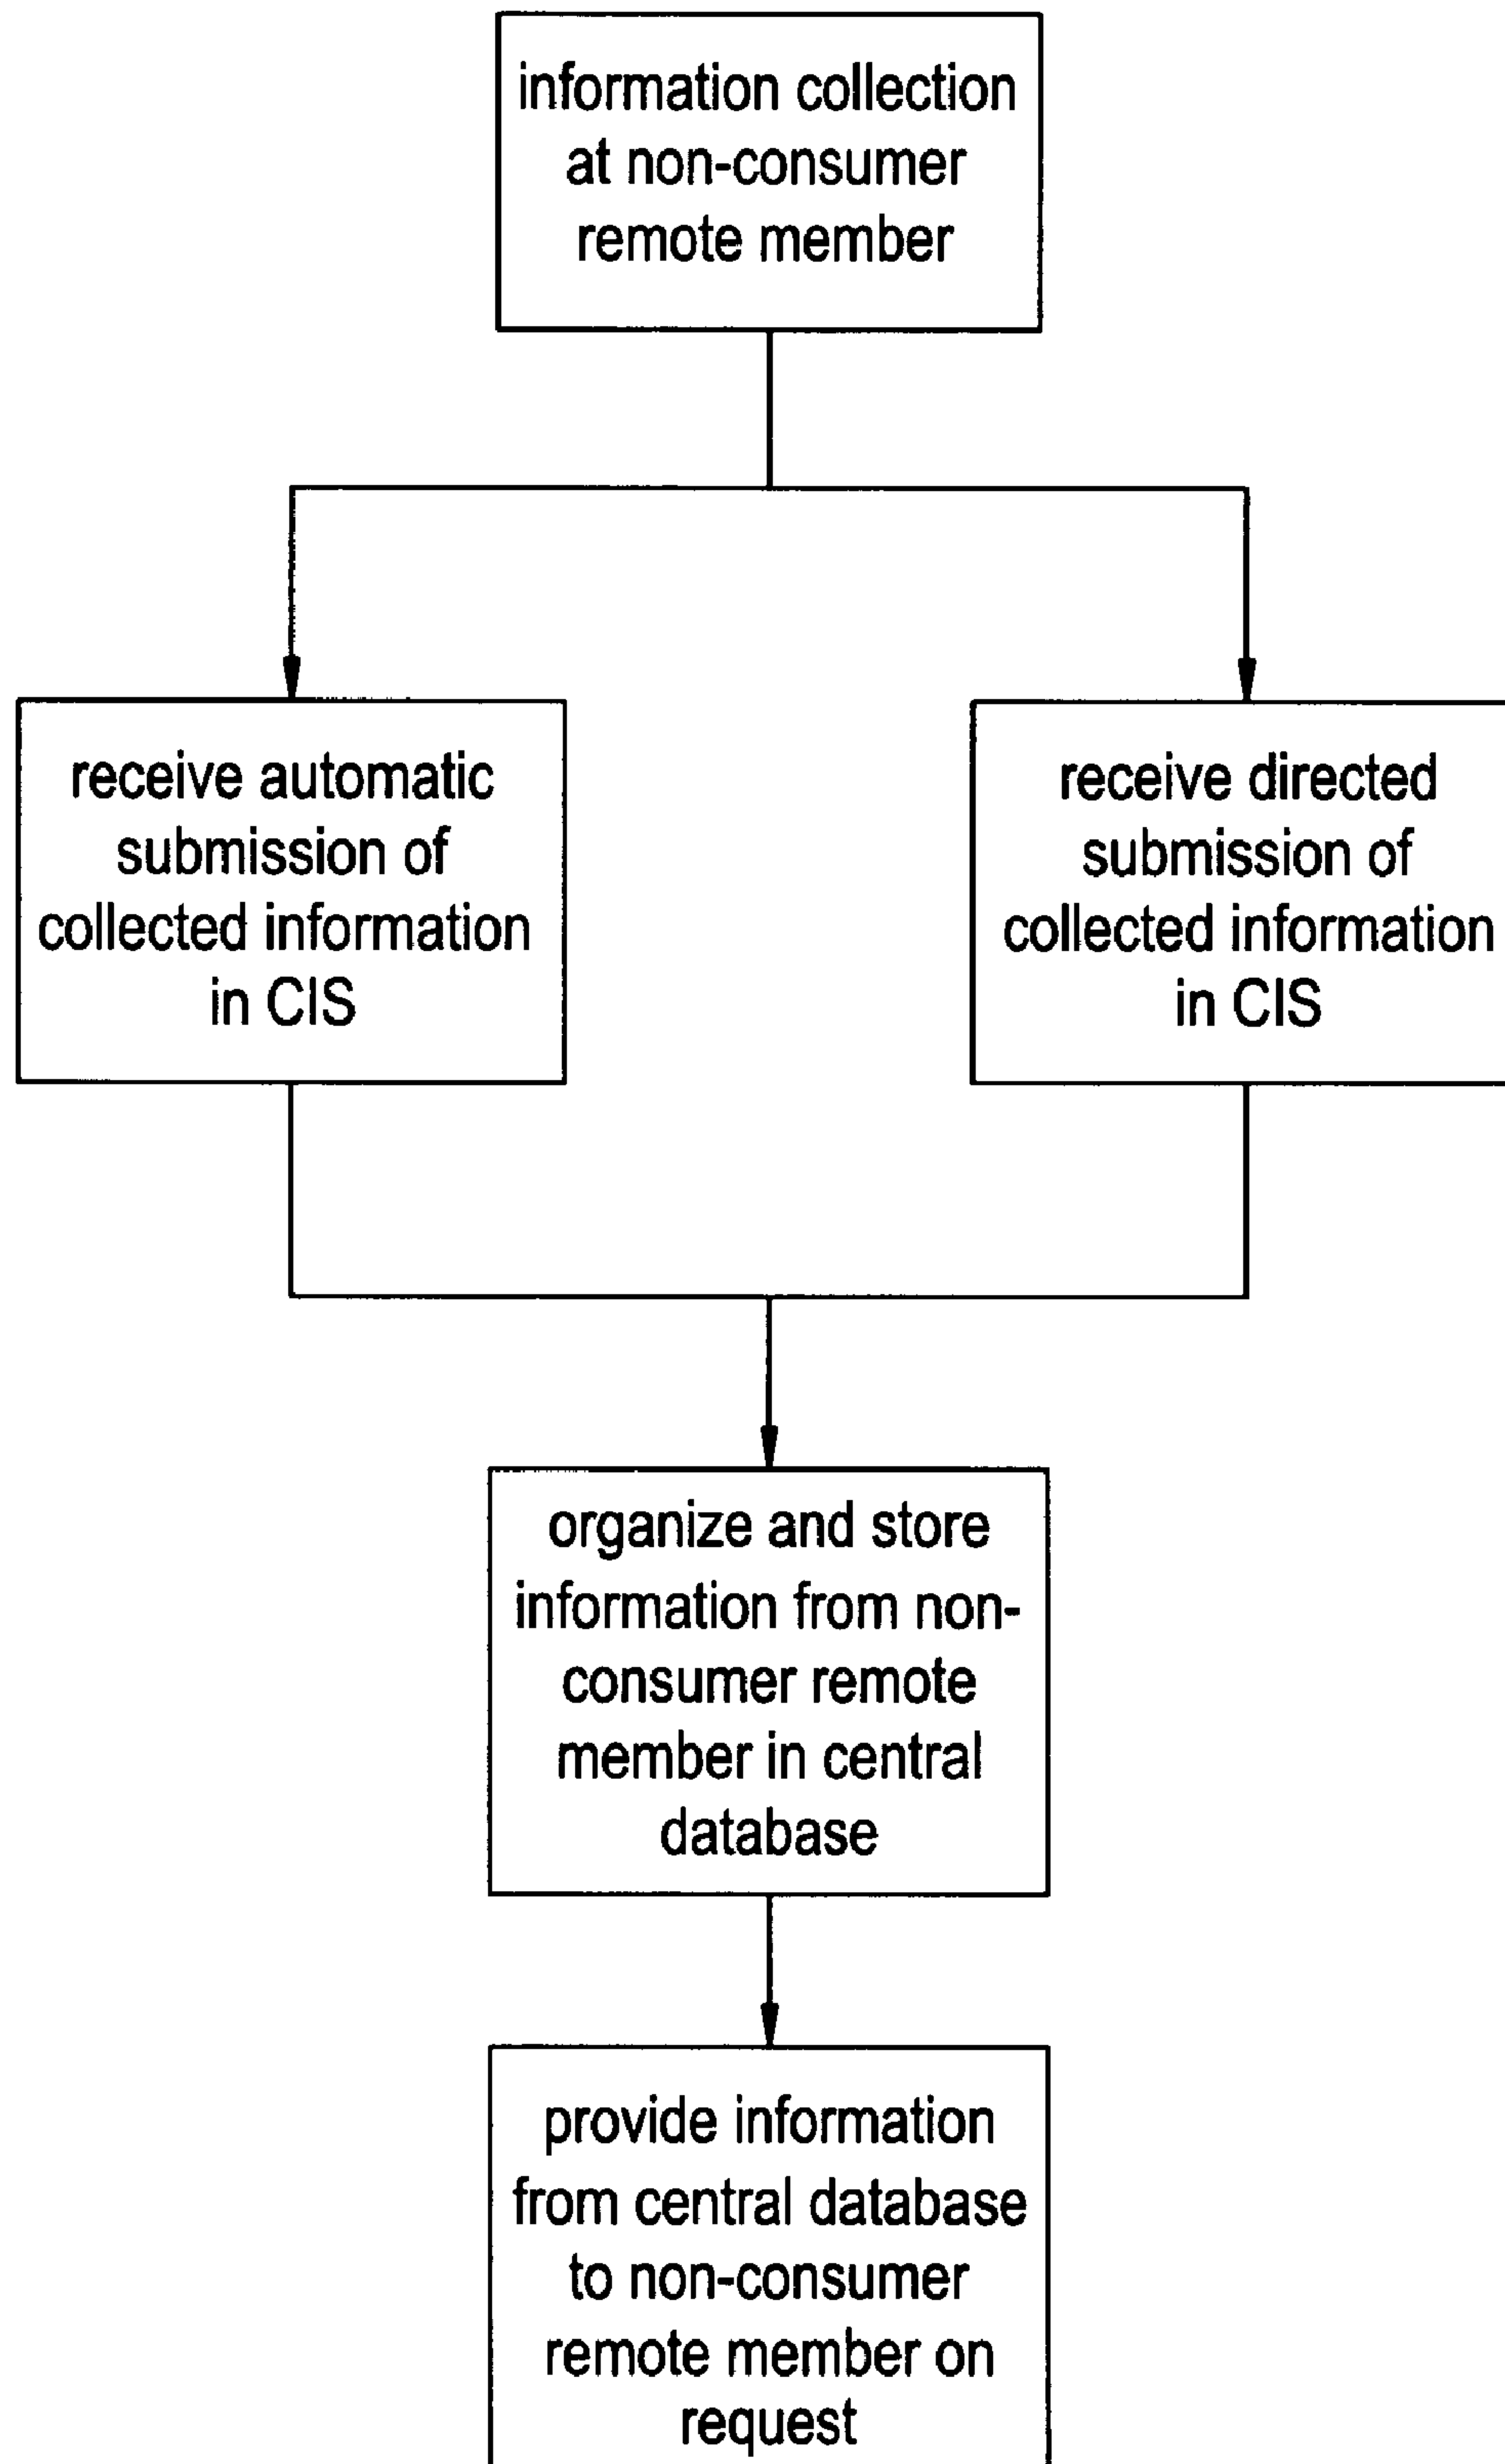 information collection
at non-consumer
remote member
receive automatic
submission of
collected information
in CIS
receive directed
submission of
collected information
in CIS
organize and store
information from non-
consumer remote
member in central
database
provide information
from central database
to non-consumer
remote member on
request